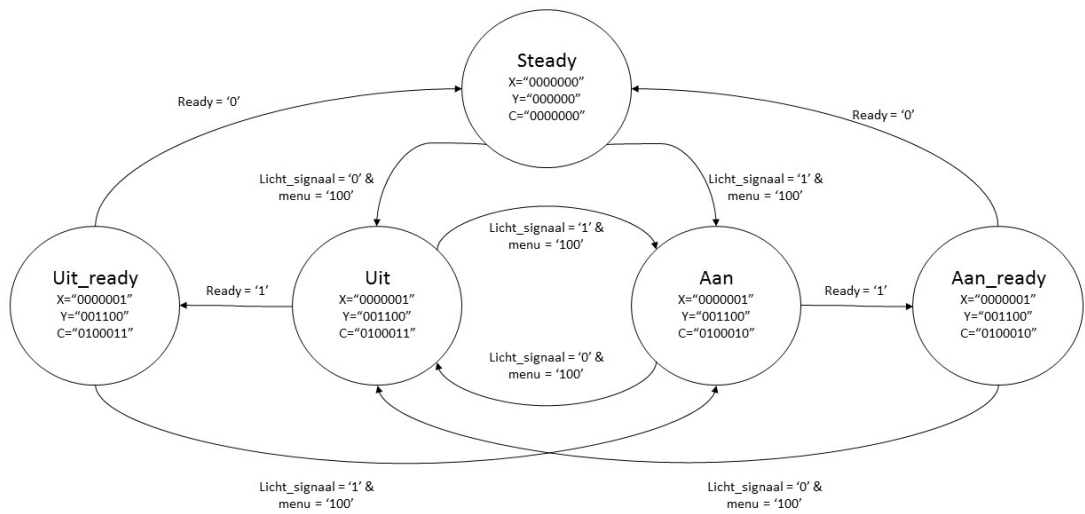 Steady
X="0000000"
Y="000000"
C="0000000"
Ready = '0'
Ready = '0'
Licht_signaal = '0' &
menu = '100'
Licht_signaal = '1' &
menu = '100'
Licht_signaal = '1' &
menu = '100'
Uit_ready
X="0000001"
Y="001100"
C="0100011"
Ready = '1'
Uit
X="0000001"
Y="001100"
C="0100011"
Aan
X="0000001"
Y="001100"
C="0100010"
Ready = '1'
Aan_ready
X="0000001"
Y="001100"
C="0100010"
Licht_signaal = '0' &
menu = '100'
Licht_signaal = '1' &
menu = '100'
Licht_signaal = '0' &
menu = '100'